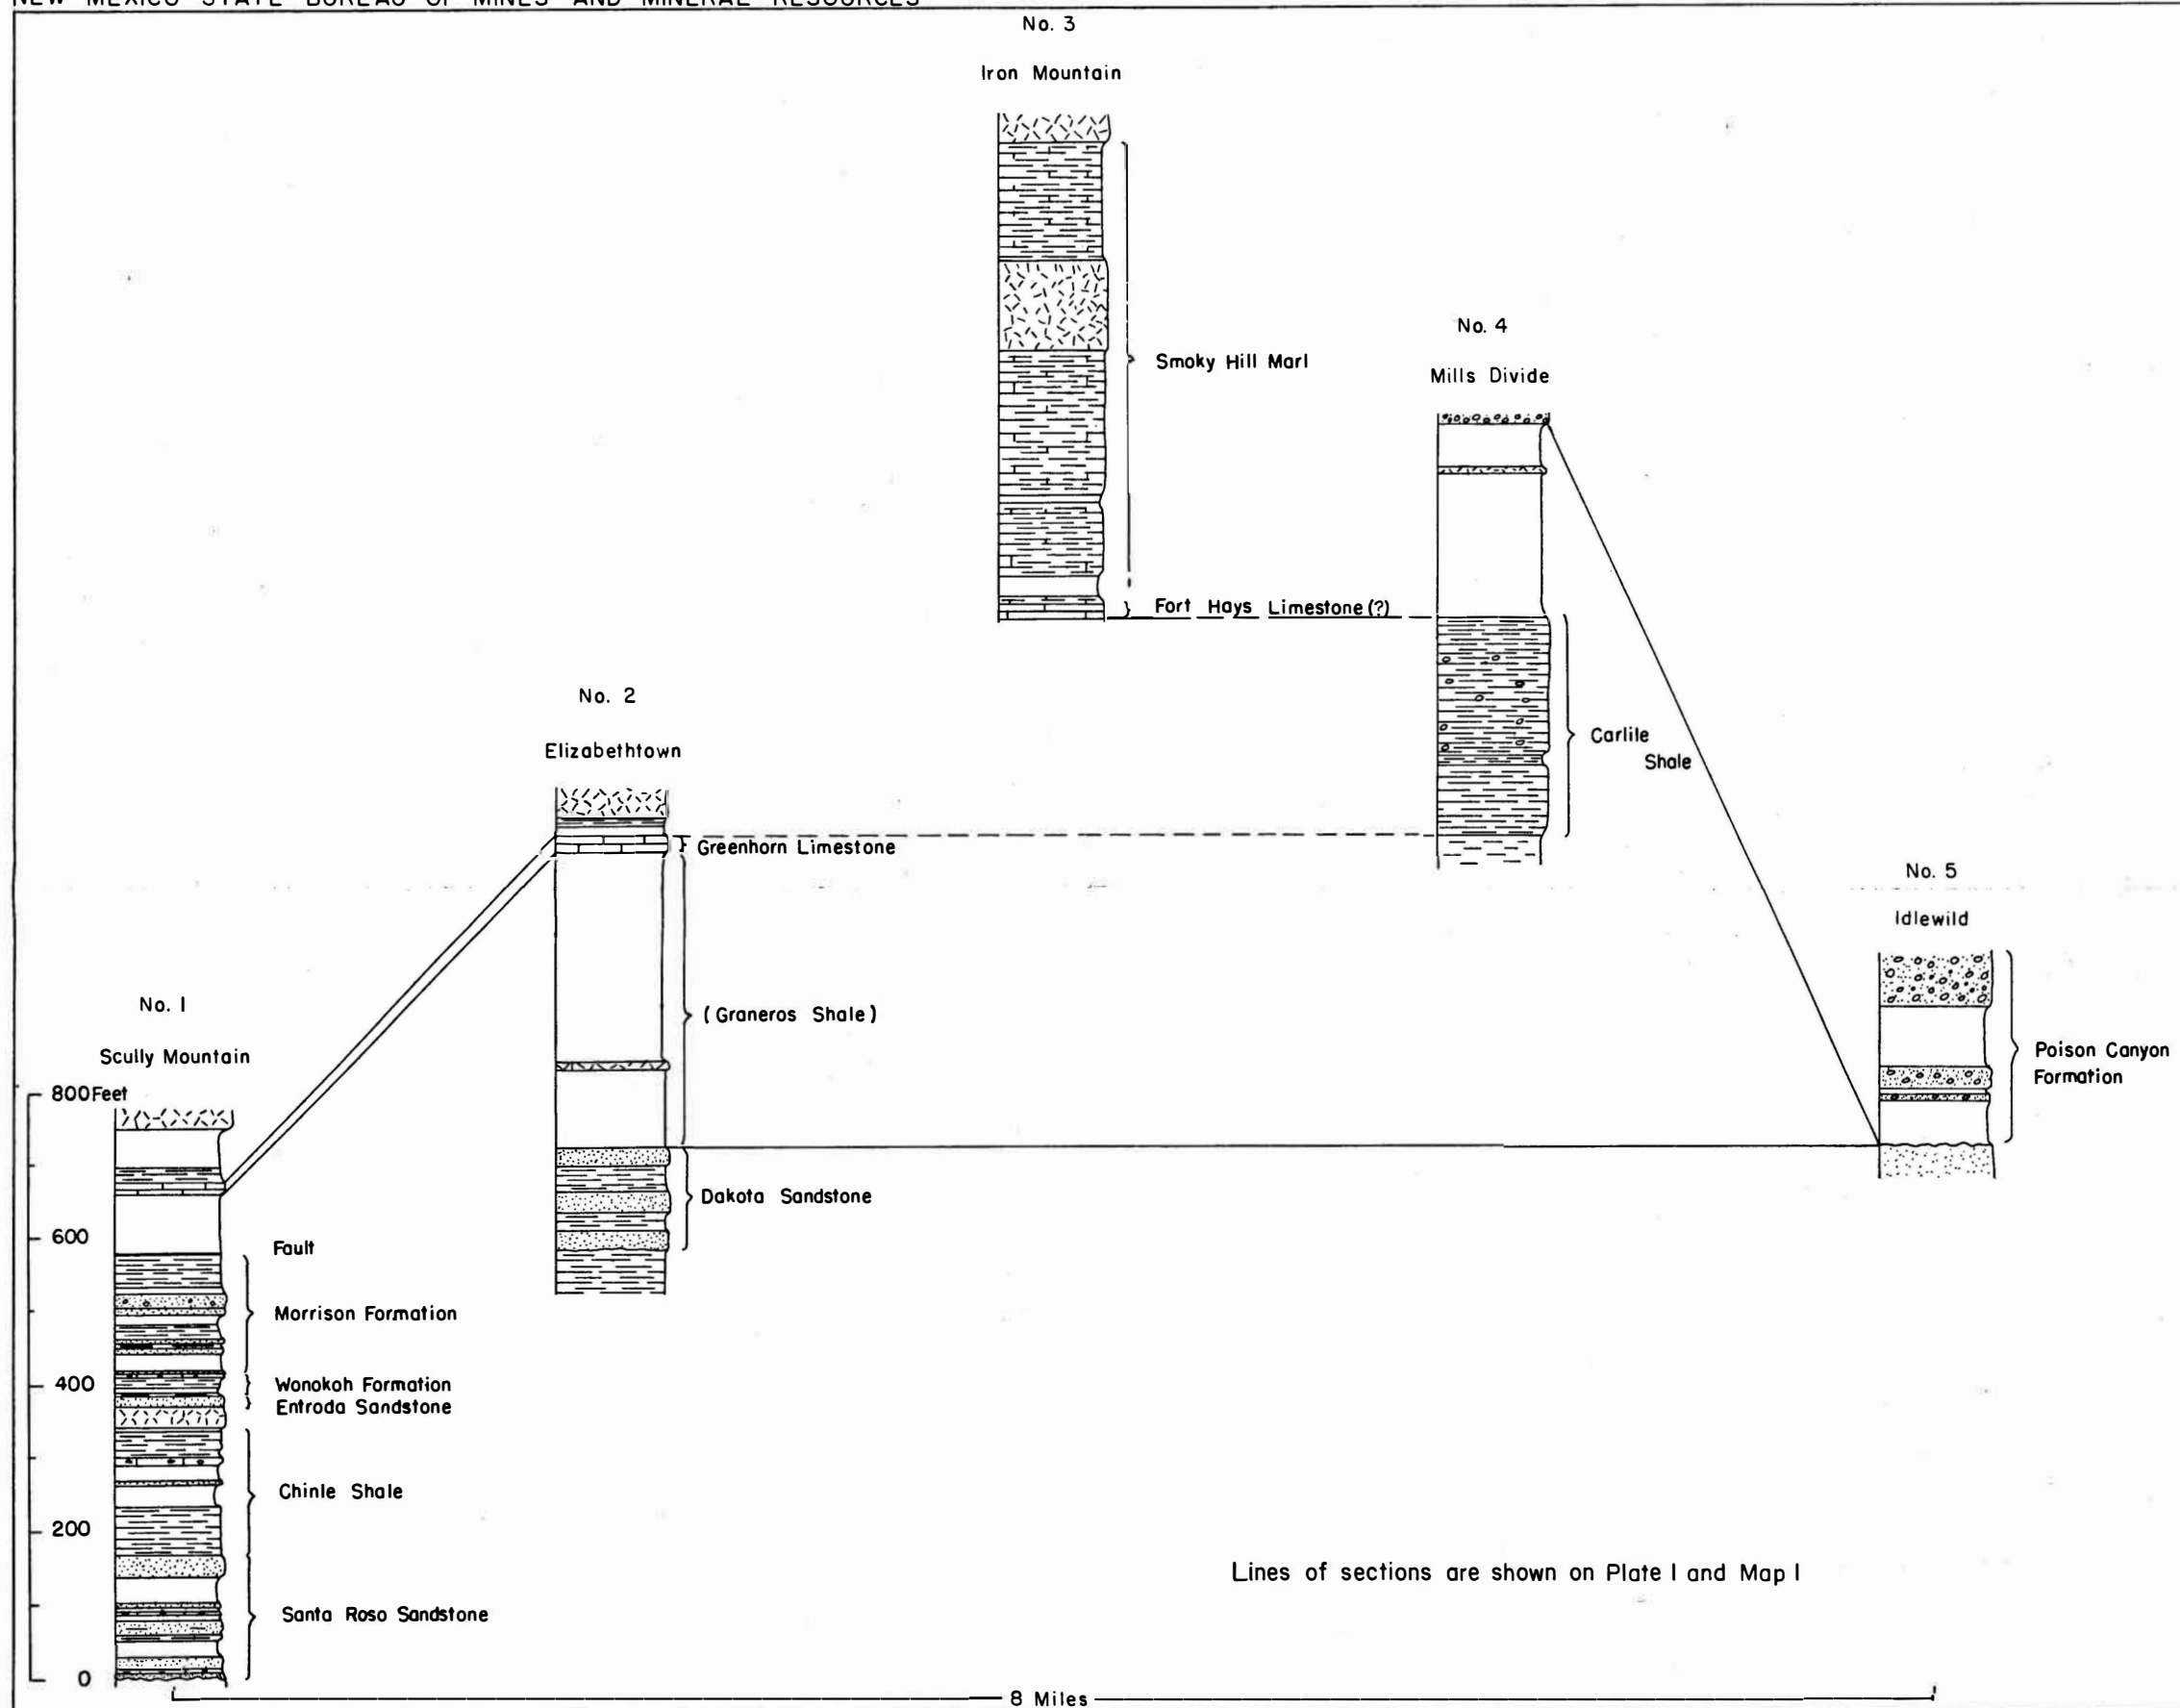 NEW MEXICO STATE BUREAU OF MINES AND MINERAL RESOURCES
No. 3
Iron Mountain
Smoky Hill Marl
Fort Hays Limestone (?)
No. 4
Mills Divide
Carlile
Shale
No. 2
Elizabethtown
Greenhorn Limestone
(Graneros Shale)
Dakota Sandstone
No. 5
Idlewild
Poison Canyon
Formation
No. 1
Scully Mountain
800 Feet
600
400
200
0
Fault
Morrison Formation
Wonokoh Formation
Entroda Sandstone
Chinle Shale
Santa Roso Sandstone
Lines of sections are shown on Plate 1 and Map 1
8 Miles